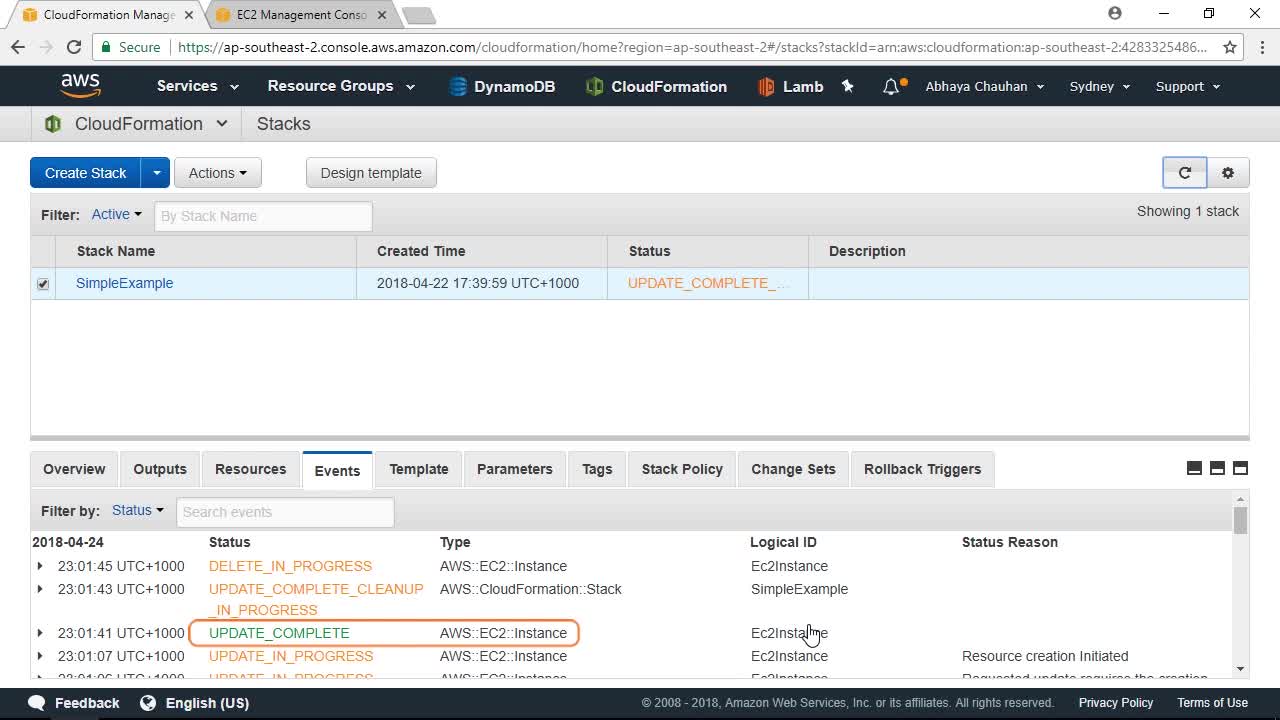 CloudFormation Manage
EC2 Management Conso
Secure
https://ap-southeast-2.console.aws.amazon.com/cloudformation/home?region=ap-southeast-2#/stacks?stackId=arn:aws:cloudformation:ap-southeast-2:4283325486...
aws Services Resource Groups DynamoDB CloudFormation Lamb Abhaya Chauhan Sydney Support
CloudFormation Stacks
Create Stack Actions Design template
Filter: Active By Stack Name Showing 1 stack
Stack Name Created Time Status Description
SimpleExample 2018-04-22 17:39:59 UTC+1000 UPDATE_COMPLETE_...
Overview Outputs Resources Events Template Parameters Tags Stack Policy Change Sets Rollback Triggers
Filter by: Status Search events
2018-04-24 Status Type Logical ID Status Reason
23:01:45 UTC+1000 DELETE_IN_PROGRESS AWS::EC2::Instance Ec2Instance
23:01:43 UTC+1000 UPDATE_COMPLETE_CLEANUP AWS::CloudFormation::Stack SimpleExample
_IN_PROGRESS
23:01:41 UTC+1000 UPDATE_COMPLETE AWS::EC2::Instance Ec2Instance
23:01:07 UTC+1000 UPDATE_IN_PROGRESS AWS::EC2::Instance Ec2Instance Resource creation Initiated
23:01:06 UTC+1000 UPDATE_IN_PROGRESS AWS::EC2::Instance Ec2Instance Requested update requires the creation
Feedback English (US) © 2008 - 2018, Amazon Web Services, Inc. or its affiliates. All rights reserved. Privacy Policy Terms of Use